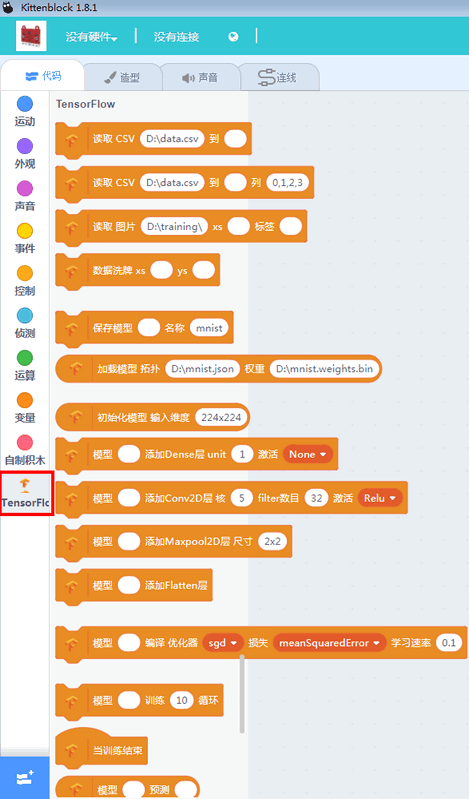 Kittenblock 1.8.1
没有硬件 没有连接
代码 造型 声音 连线
运动
外观
声音
事件
控制
侦测
运算
变量
自制积木
TensorFlo
TensorFlow
读取 CSV D:\data.csv 到
读取 CSV D:\data.csv 到 列 0,1,2,3
读取 图片 D:\training\ xs 标签
数据洗牌 xs ys
保存模型 名称 mnist
加载模型 拓扑 D:\mnist.json 权重 D:\mnist.weights.bin
初始化模型 输入维度 224x224
模型 添加Dense层 unit 1 激活 None
模型 添加Conv2D层 核 5 filter数目 32 激活 Relu
模型 添加Maxpool2D层 尺寸 2x2
模型 添加Flatten层
模型 编译 优化器 sgd 损失 meanSquaredError 学习速率 0.1
模型 训练 10 循环
当训练结束
模型 预测